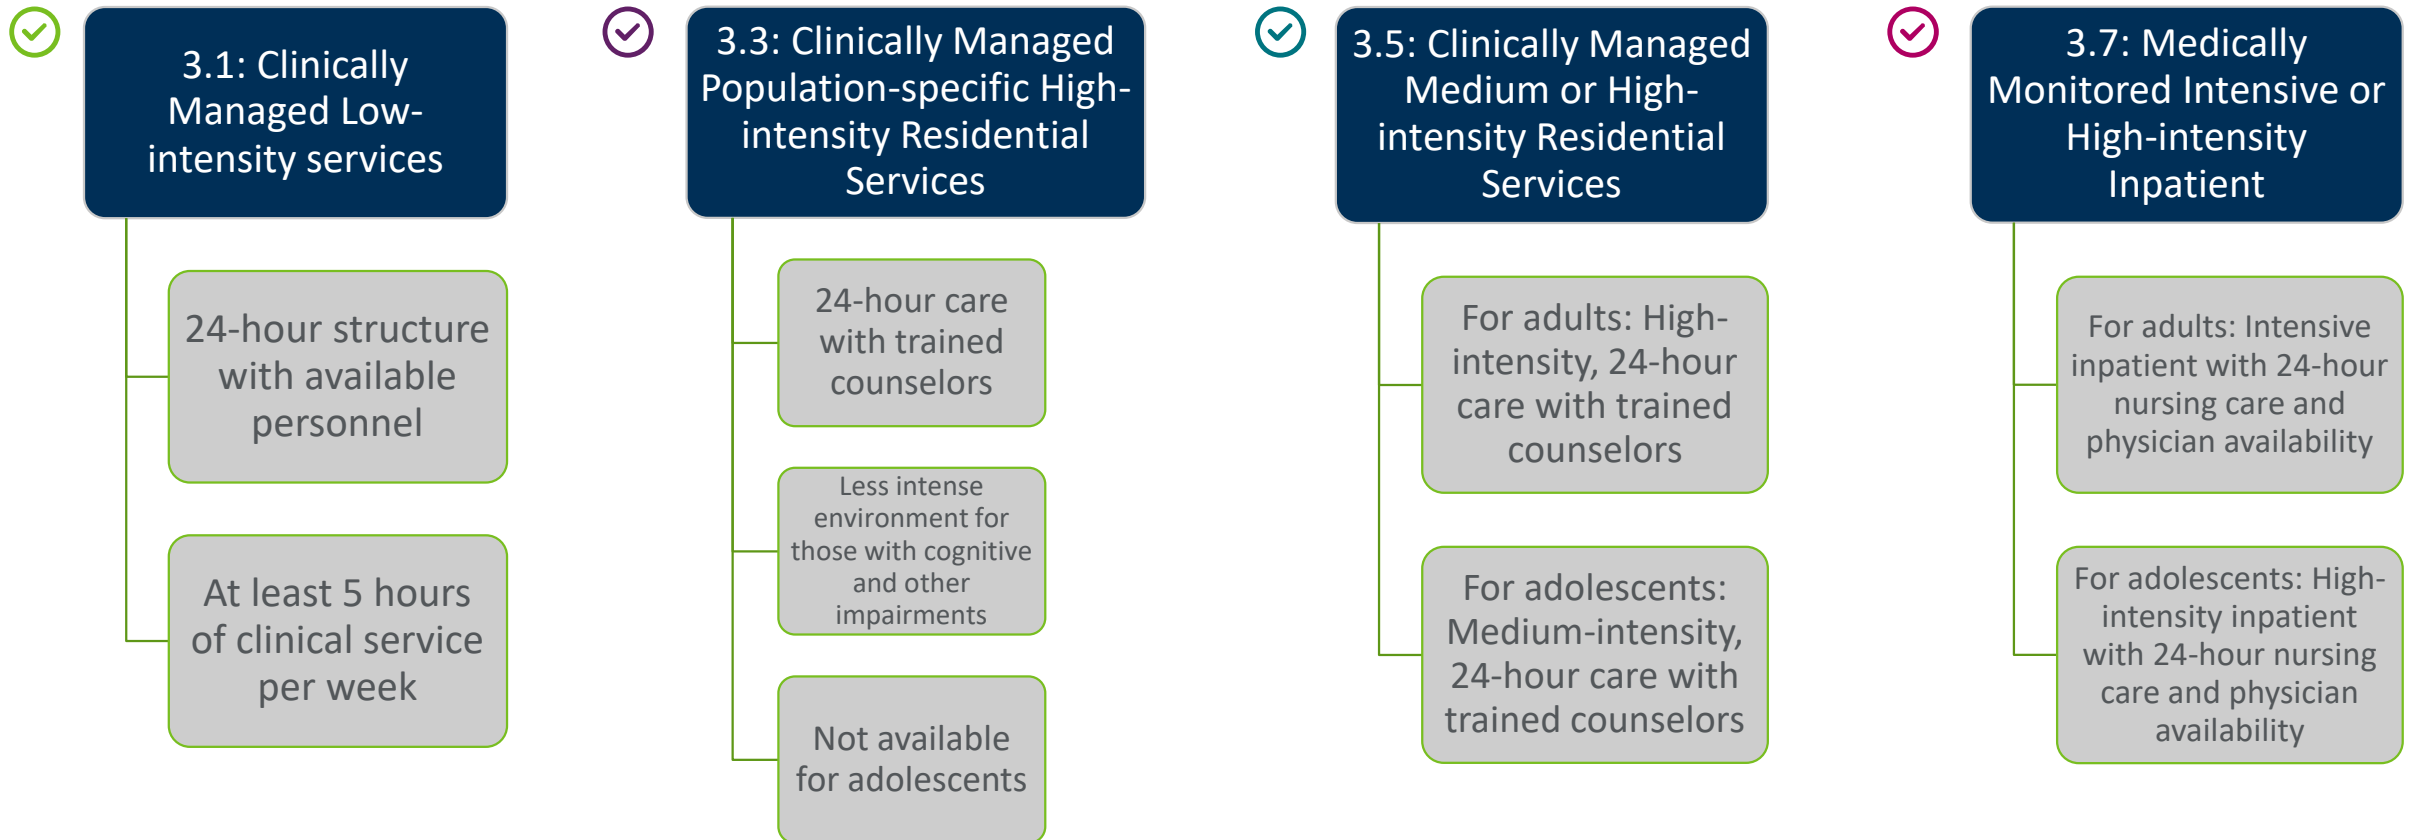 3.1: Clinically
Managed Low-
intensity services
24-hour structure
with available
personnel
At least 5 hours
of clinical service
per week
3.3: Clinically Managed
Population-specific High-
intensity Residential
Services
24-hour care
with trained
counselors
Less intense
environment for
those with cognitive
and other
impairments
Not available
for adolescents
3.5: Clinically Managed
Medium or High-
intensity Residential
Services
For adults: High-
intensity, 24-hour
care with trained
counselors
For adolescents:
Medium-intensity,
24-hour care with
trained counselors
3.7: Medically
Monitored Intensive or
High-intensity
Inpatient
For adults: Intensive
inpatient with 24-hour
nursing care and
physician availability
For adolescents: High-
intensity inpatient
with 24-hour nursing
care and physician
availability